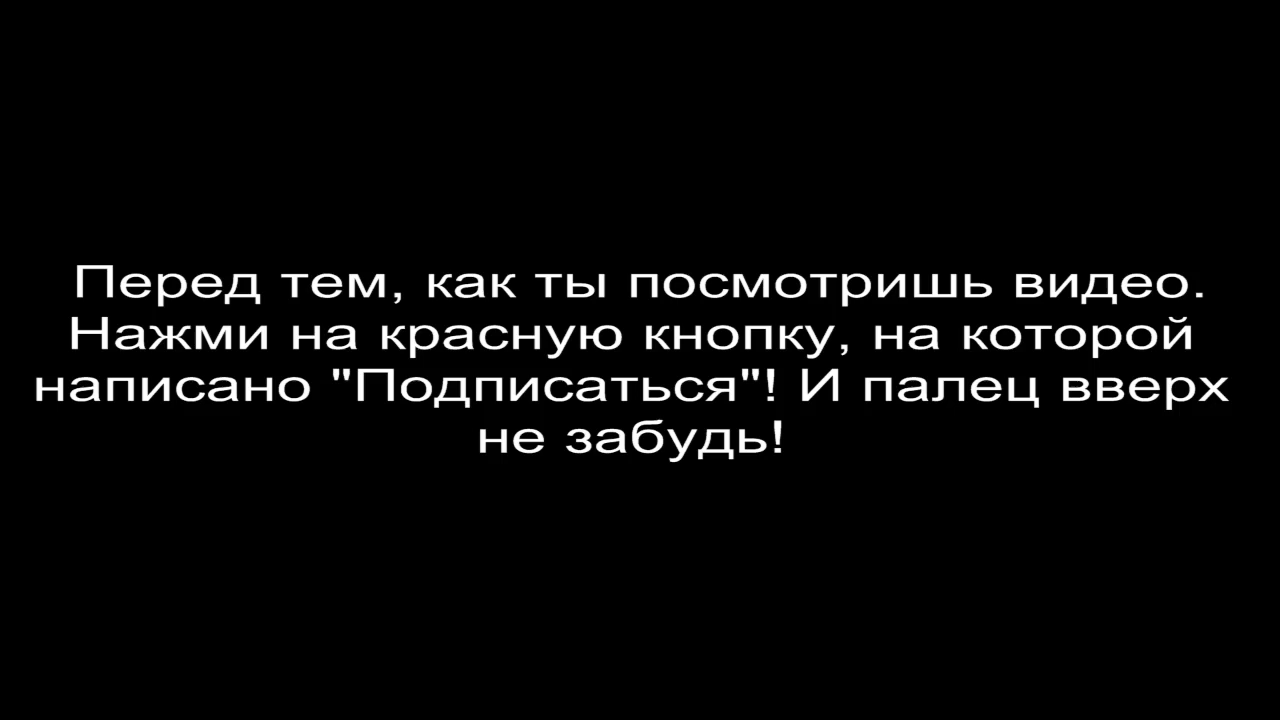 Перед тем, как ты посмотришь видео.
Нажми на красную кнопку, на которой
написано "Подписаться"! И палец вверх
не забудь!